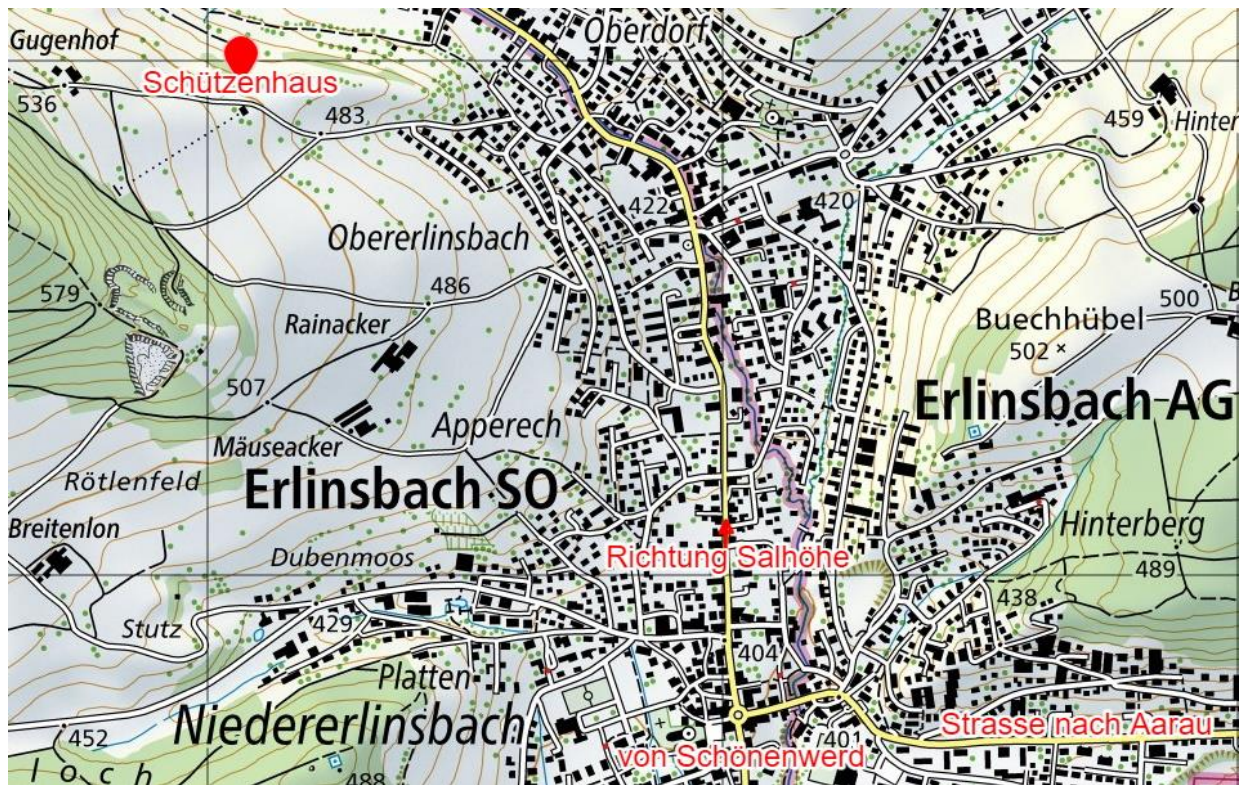 Gugenhof
Oberdorf
Schützenhaus
536
483
459
Hinter
422
420
Obererlinsbach
579
486
500
Rainacker
Buechhübel
502
507
Erlinsbach AG
Apperech
Mäuseacker
Rötlenfeld
Erlinsbach SO
Breitenlon
Hinterberg
Richtung Salhöhe
Dubenmoos
489
438
Stutz
429
404
Platten
Niedererlinsbach
452
401
Strasse nach Aarau
von Schönenwerd
loch
488